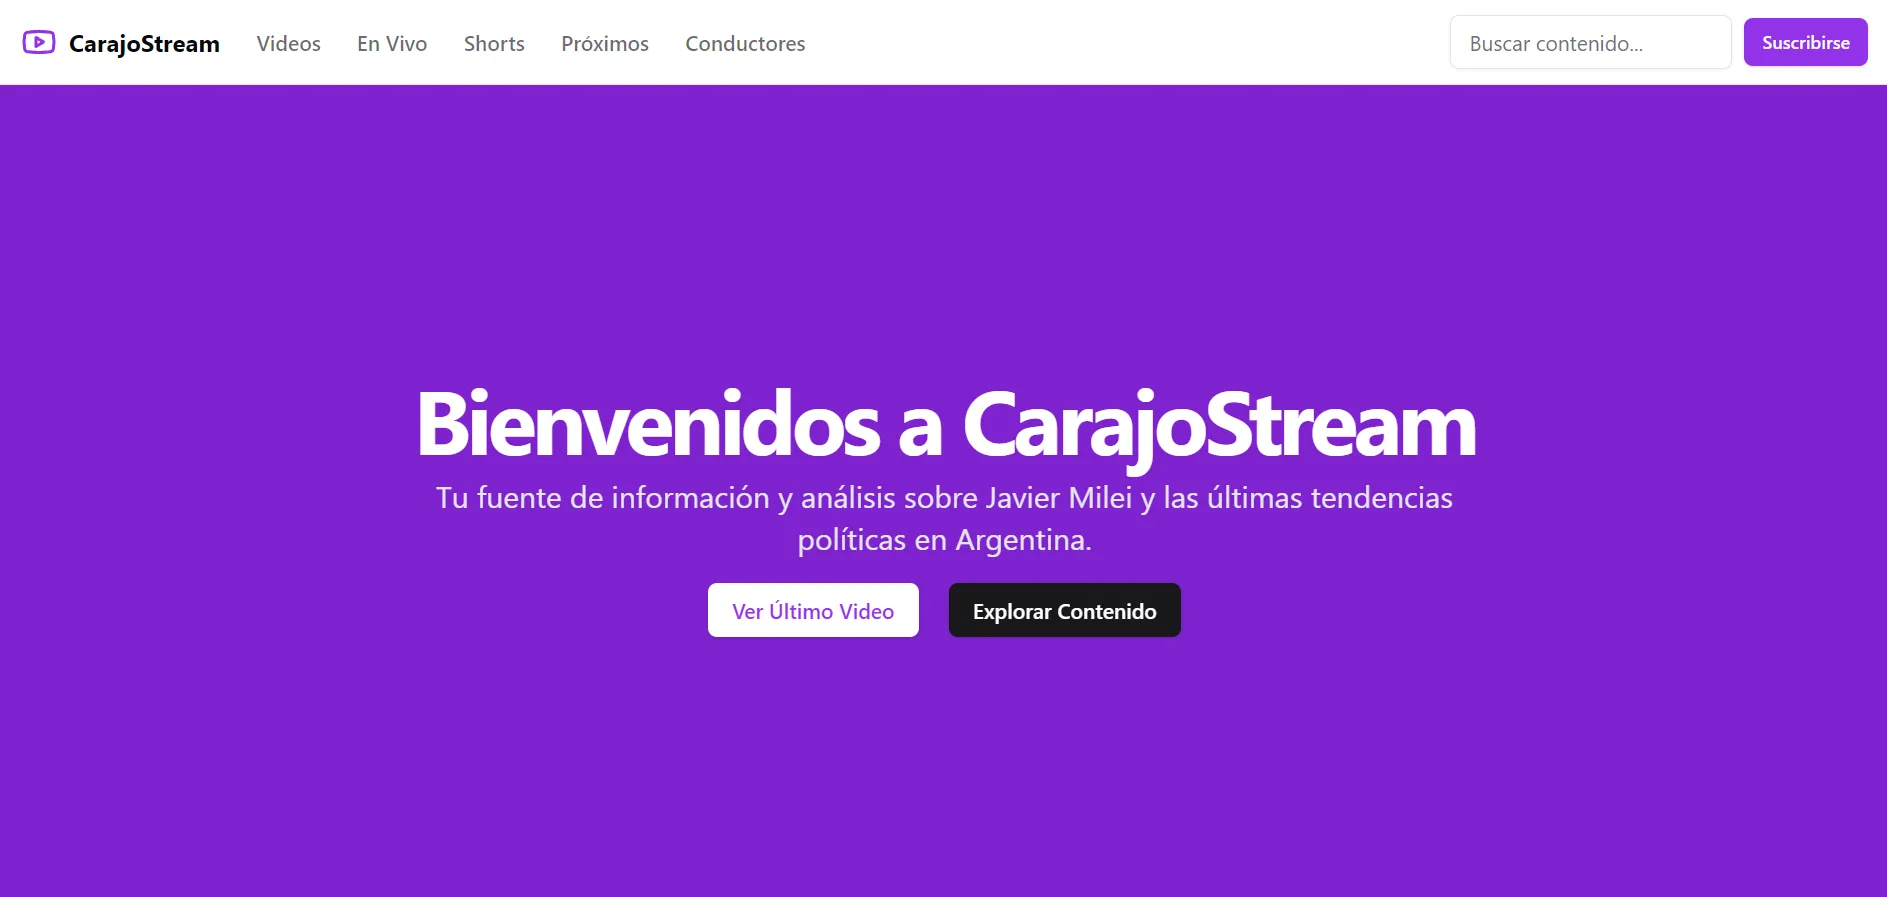 CarajoStream
Videos
En Vivo
Shorts
Próximos
Conductores
Buscar contenido...
Suscribirse
Bienvenidos a CarajoStream
Tu fuente de información y análisis sobre Javier Milei y las últimas tendencias
políticas en Argentina.
Ver Último Video
Explorar Contenido